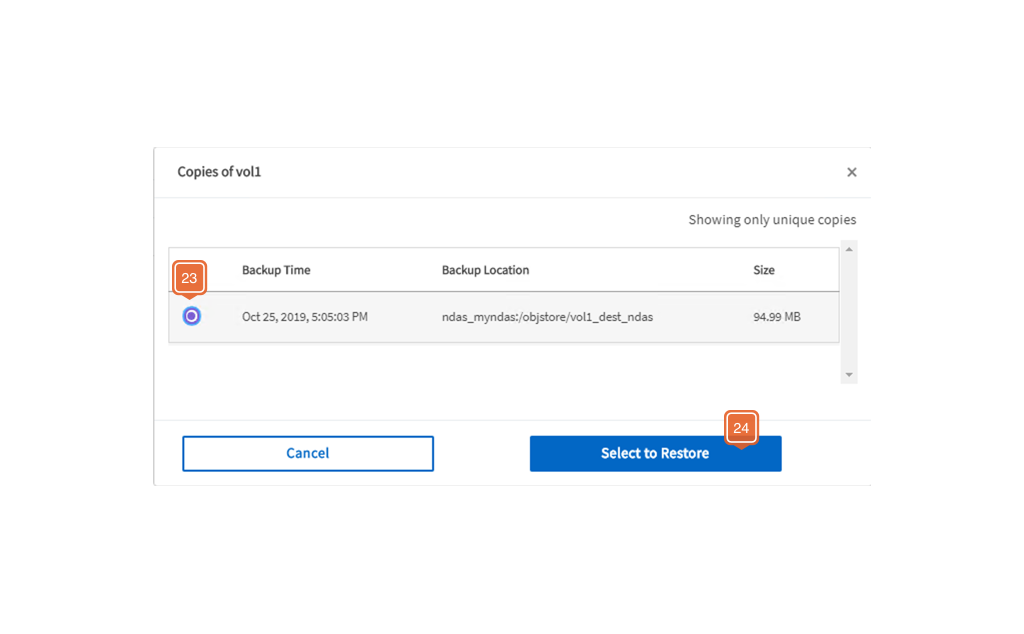 Copies of vol1
Showing only unique copies
Backup Time Backup Location Size
23
Oct 25, 2019, 5:05:03 PM ndas_myndas:/objstore/vol1_dest_ndas 94.99 MB
24
Cancel Select to Restore